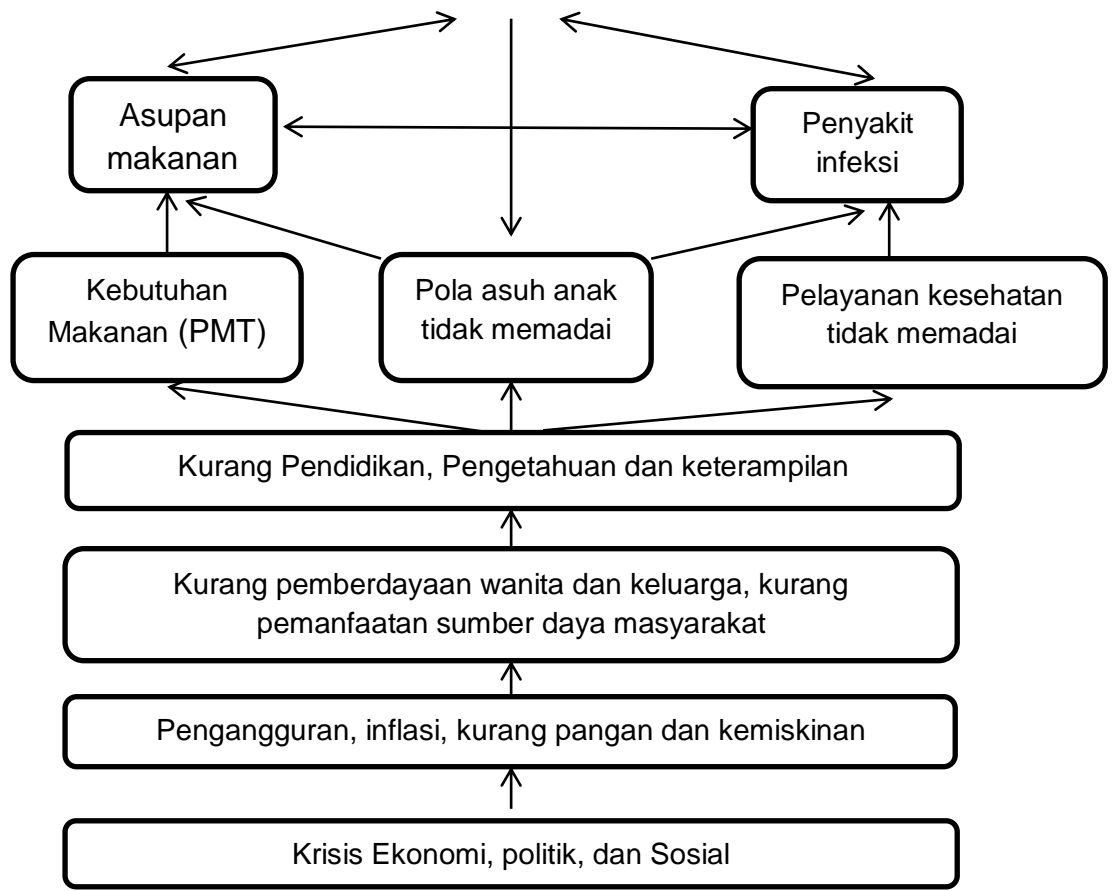 Asupan
makanan
Penyakit
infeksi
Kebutuhan
Makanan (PMT)
Pola asuh anak
tidak memadai
Pelayanan kesehatan
tidak memadai
Kurang Pendidikan, Pengetahuan dan keterampilan
Kurang pemberdayaan wanita dan keluarga, kurang
pemanfaatan sumber daya masyarakat
Pengangguran, inflasi, kurang pangan dan kemiskinan
Krisis Ekonomi, politik, dan Sosial